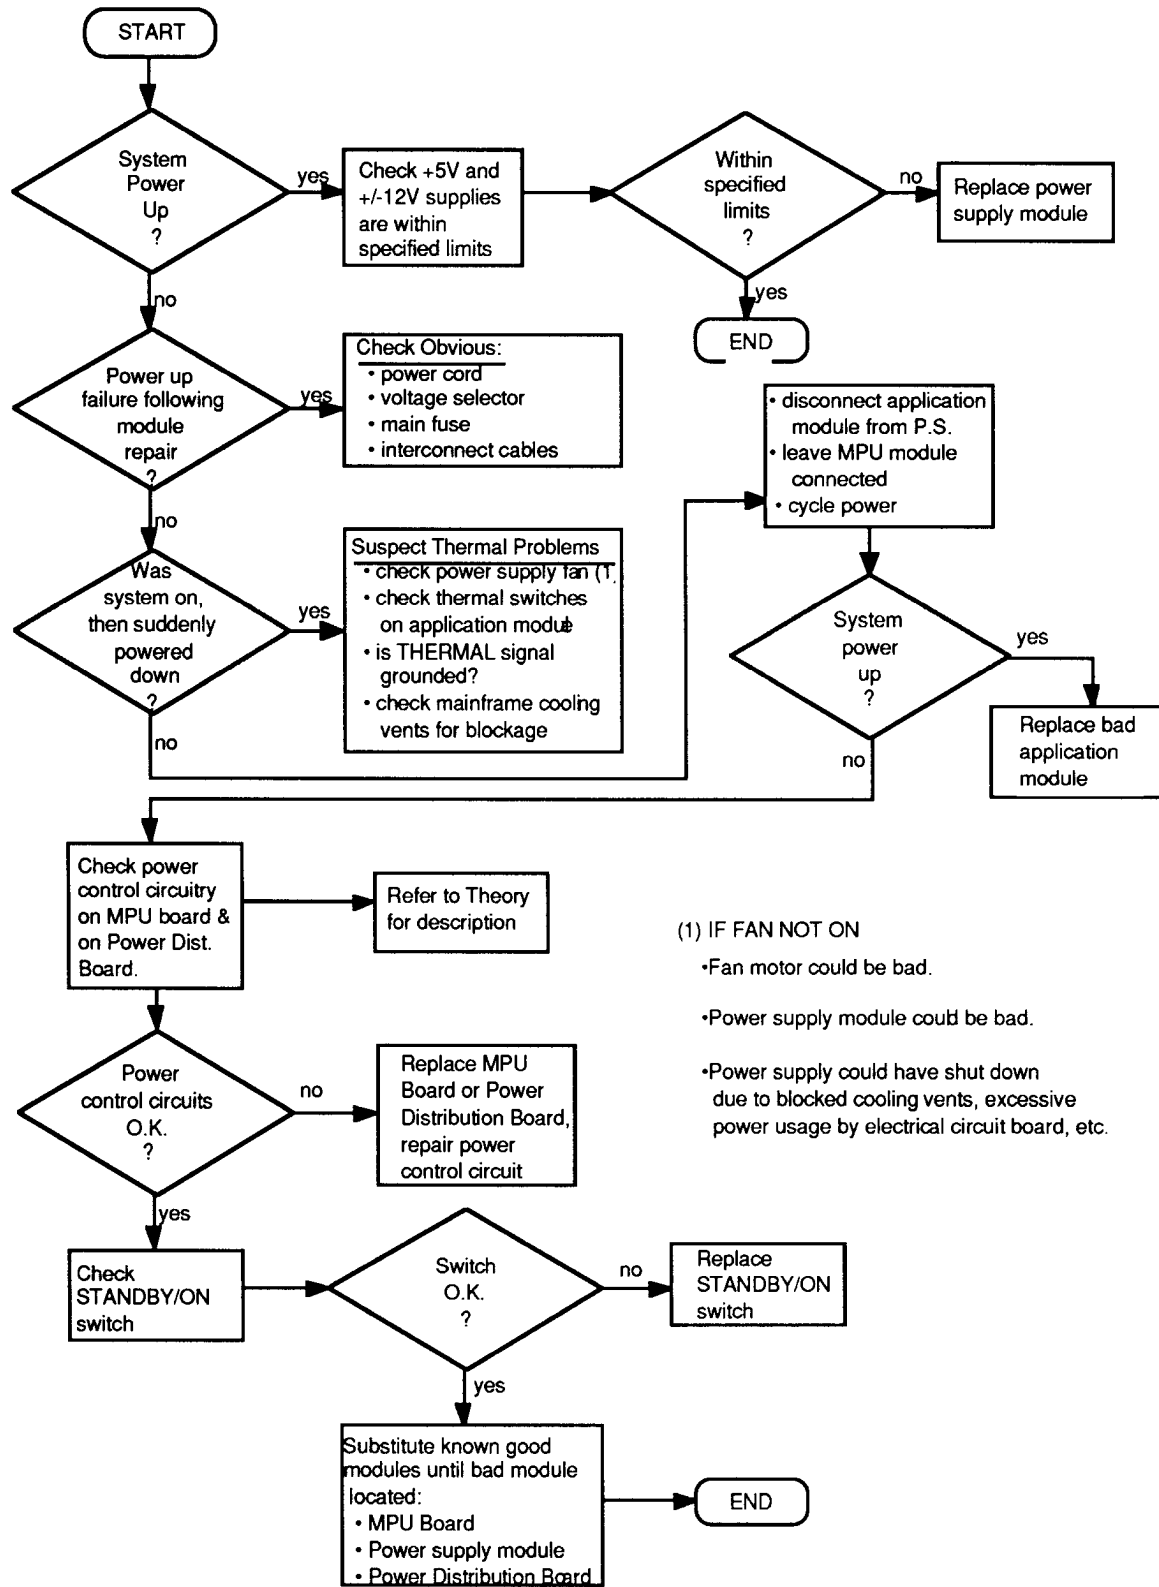 START
System
Power
Up
?
yes
Check +5V and
+/-12V supplies
are within
specified limits
Within
specified
limits
?
no
Replace power
supply module
yes
END
no
Power up
failure following
module
repair
?
yes
Check Obvious:
• power cord
• voltage selector
• main fuse
• interconnect cables
no
Was
system on,
then suddenly
powered
down
?
yes
Suspect Thermal Problems
• check power supply fan (1)
• check thermal switches
on application module
• is THERMAL signal
grounded?
• check mainframe cooling
vents for blockage
no
• disconnect application
module from P.S.
• leave MPU module
connected
• cycle power
System
power
up
?
yes
Replace bad
application
module
no
Check power
control circuitry
on MPU board &
on Power Dist.
Board.
Refer to Theory
for description
(1) IF FAN NOT ON
•Fan motor could be bad.
•Power supply module could be bad.
•Power supply could have shut down
due to blocked cooling vents, excessive
power usage by electrical circuit board, etc.
Power
control circuits
O.K.
?
no
Replace MPU
Board or Power
Distribution Board,
repair power
control circuit
yes
Check
STANDBY/ON
switch
Switch
O.K.
?
no
Replace
STANDBY/ON
switch
yes
Substitute known good
modules until bad module
located:
• MPU Board
• Power supply module
• Power Distribution Board
END